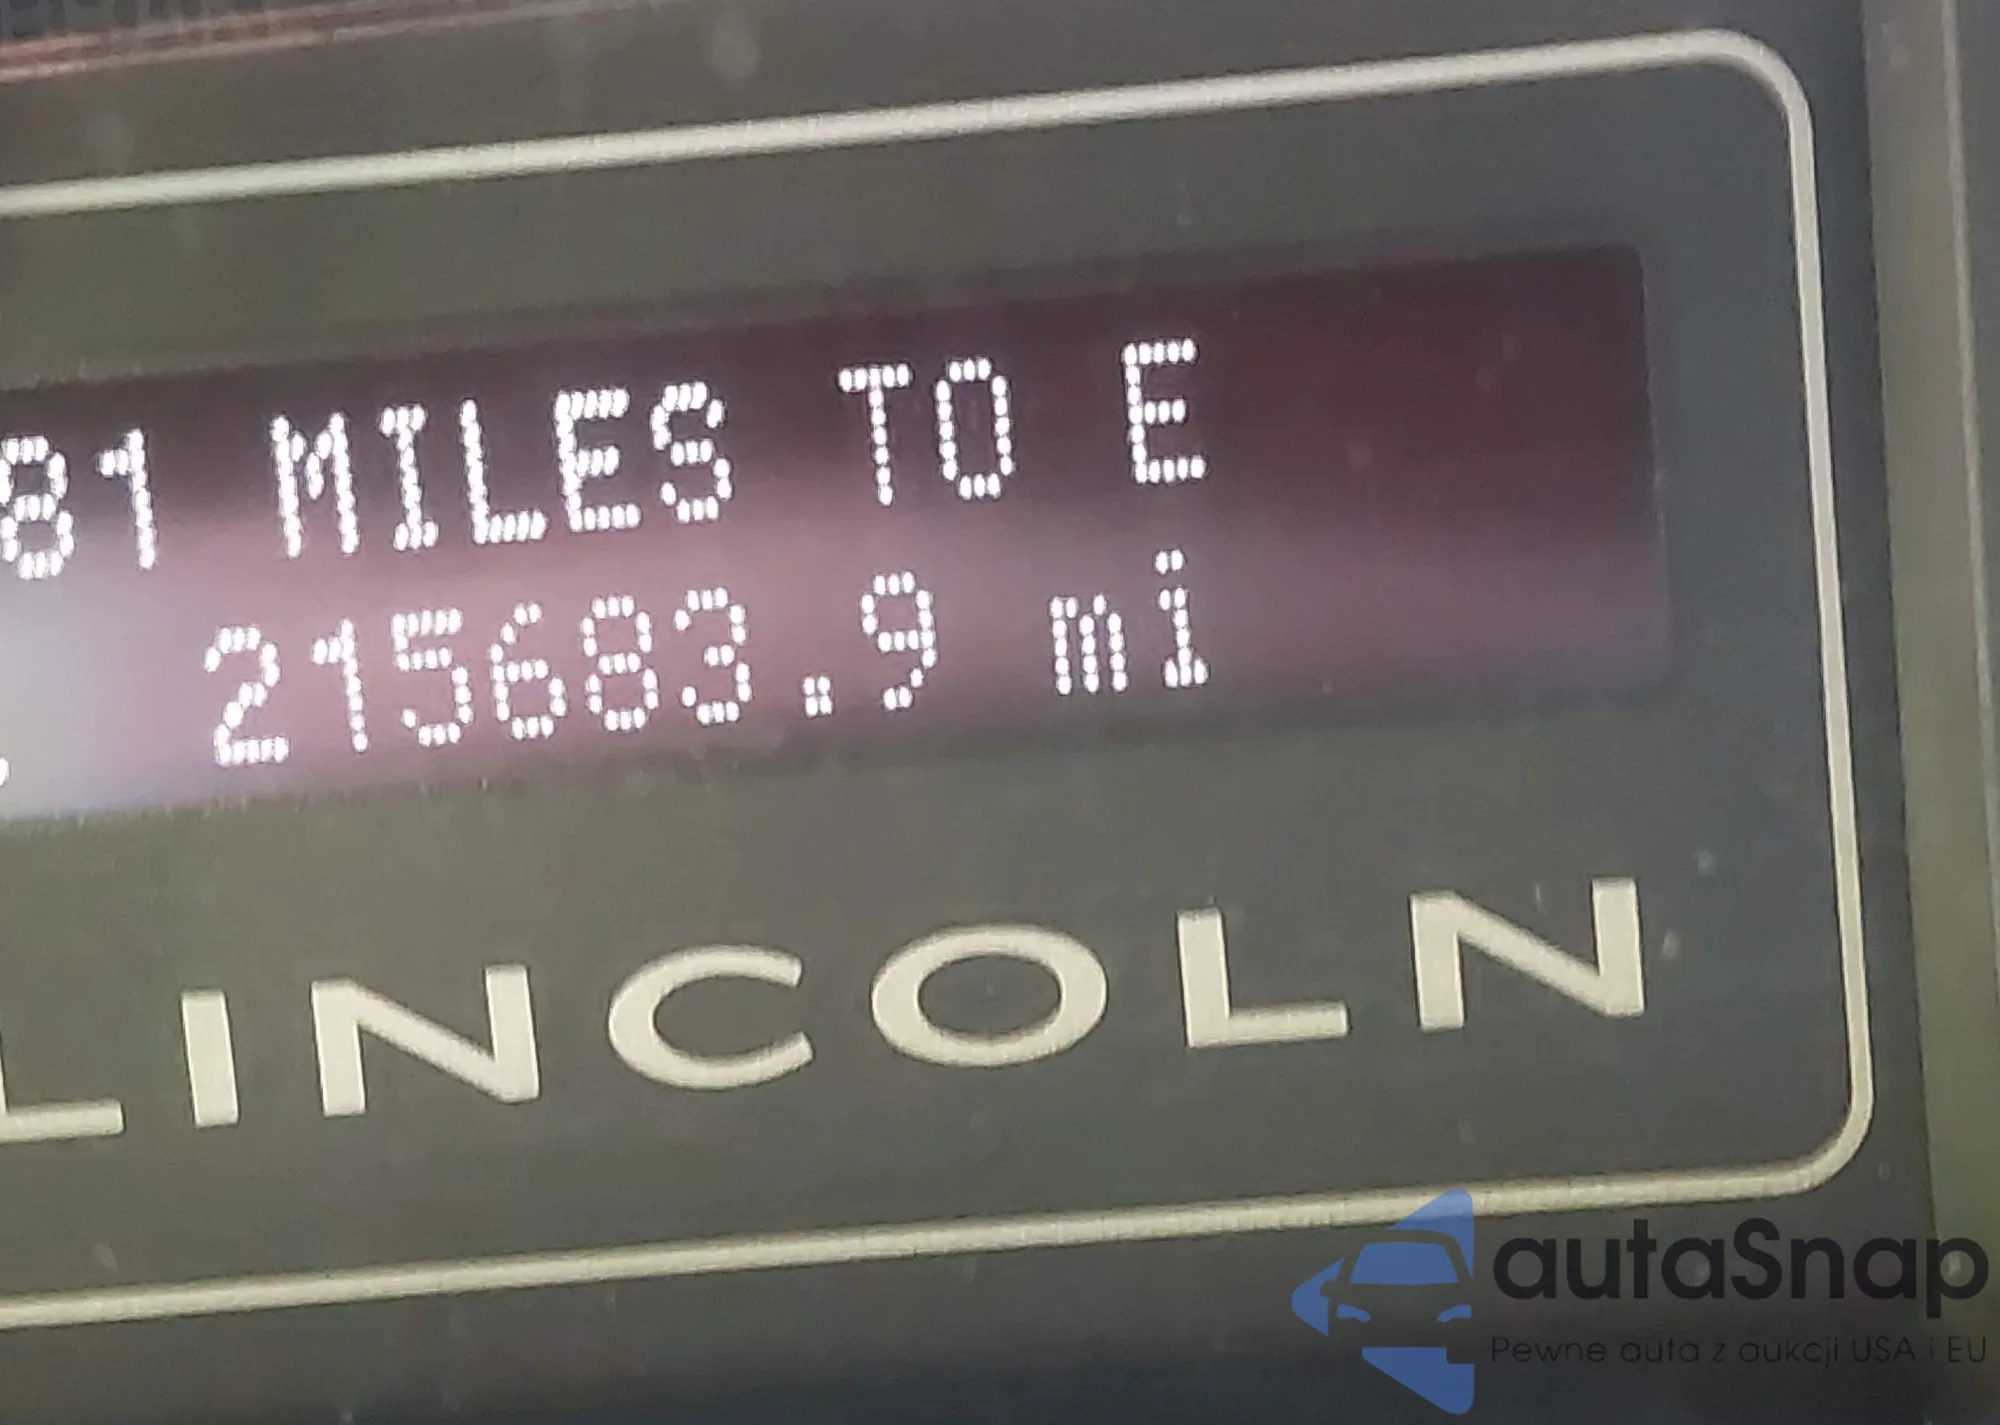 81 MILES TO E
215683.9 mi
LINCOLN
autaSnap
Pewne auta z aukcji USA i EU